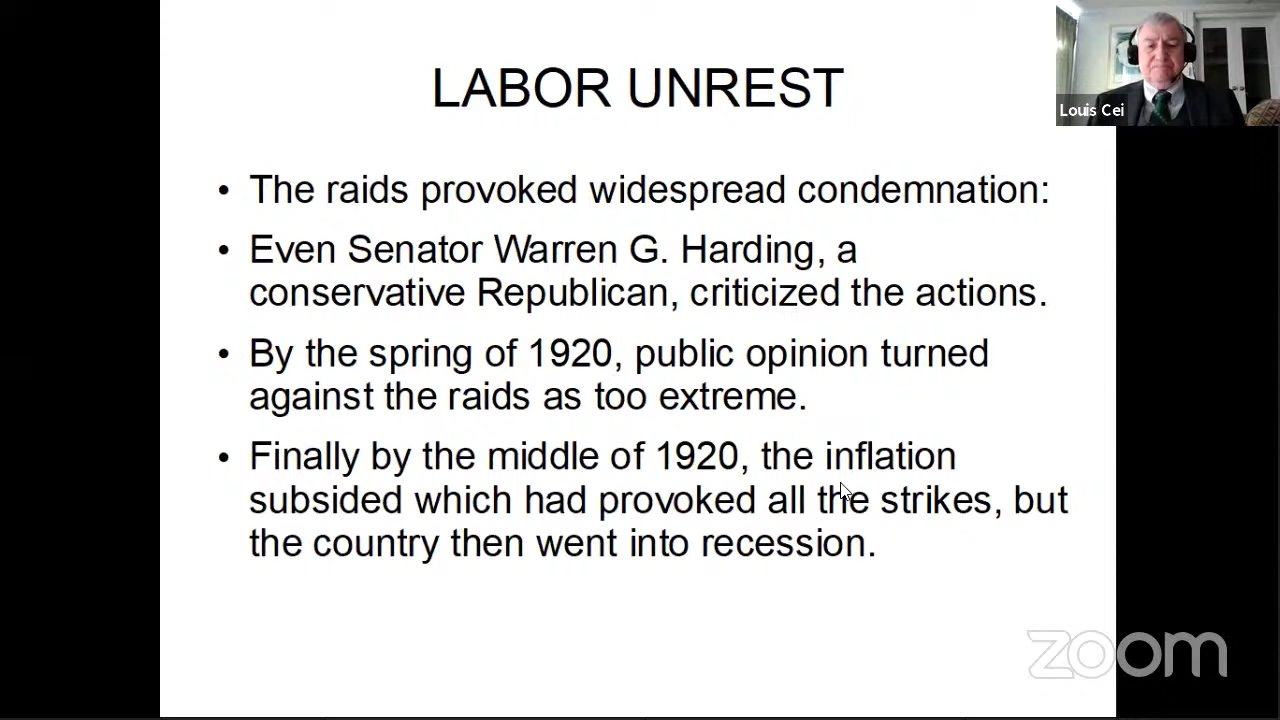 LABOR UNREST
Louis Cei
• The raids provoked widespread condemnation:
• Even Senator Warren G. Harding, a
conservative Republican, criticized the actions.
• By the spring of 1920, public opinion turned
against the raids as too extreme.
• Finally by the middle of 1920, the inflation
subsided which had provoked all the strikes, but
the country then went into recession.
zoom